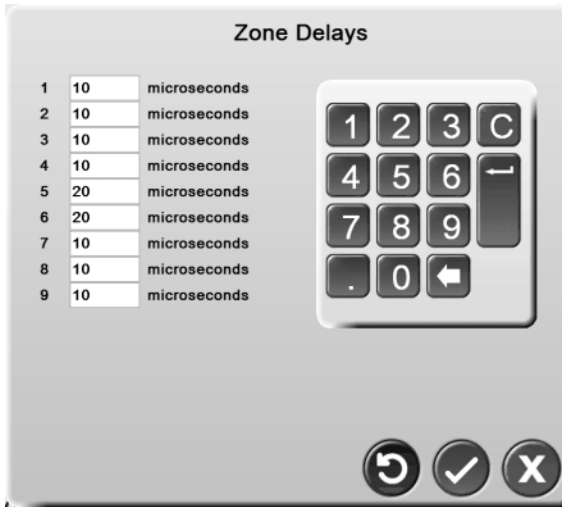 Zone Delays
1 10 microseconds
2 10 microseconds
3 10 microseconds
4 10 microseconds
5 20 microseconds
6 20 microseconds
7 10 microseconds
8 10 microseconds
9 10 microseconds
1 2 3 C
4 5 6
7 8 9
. 0